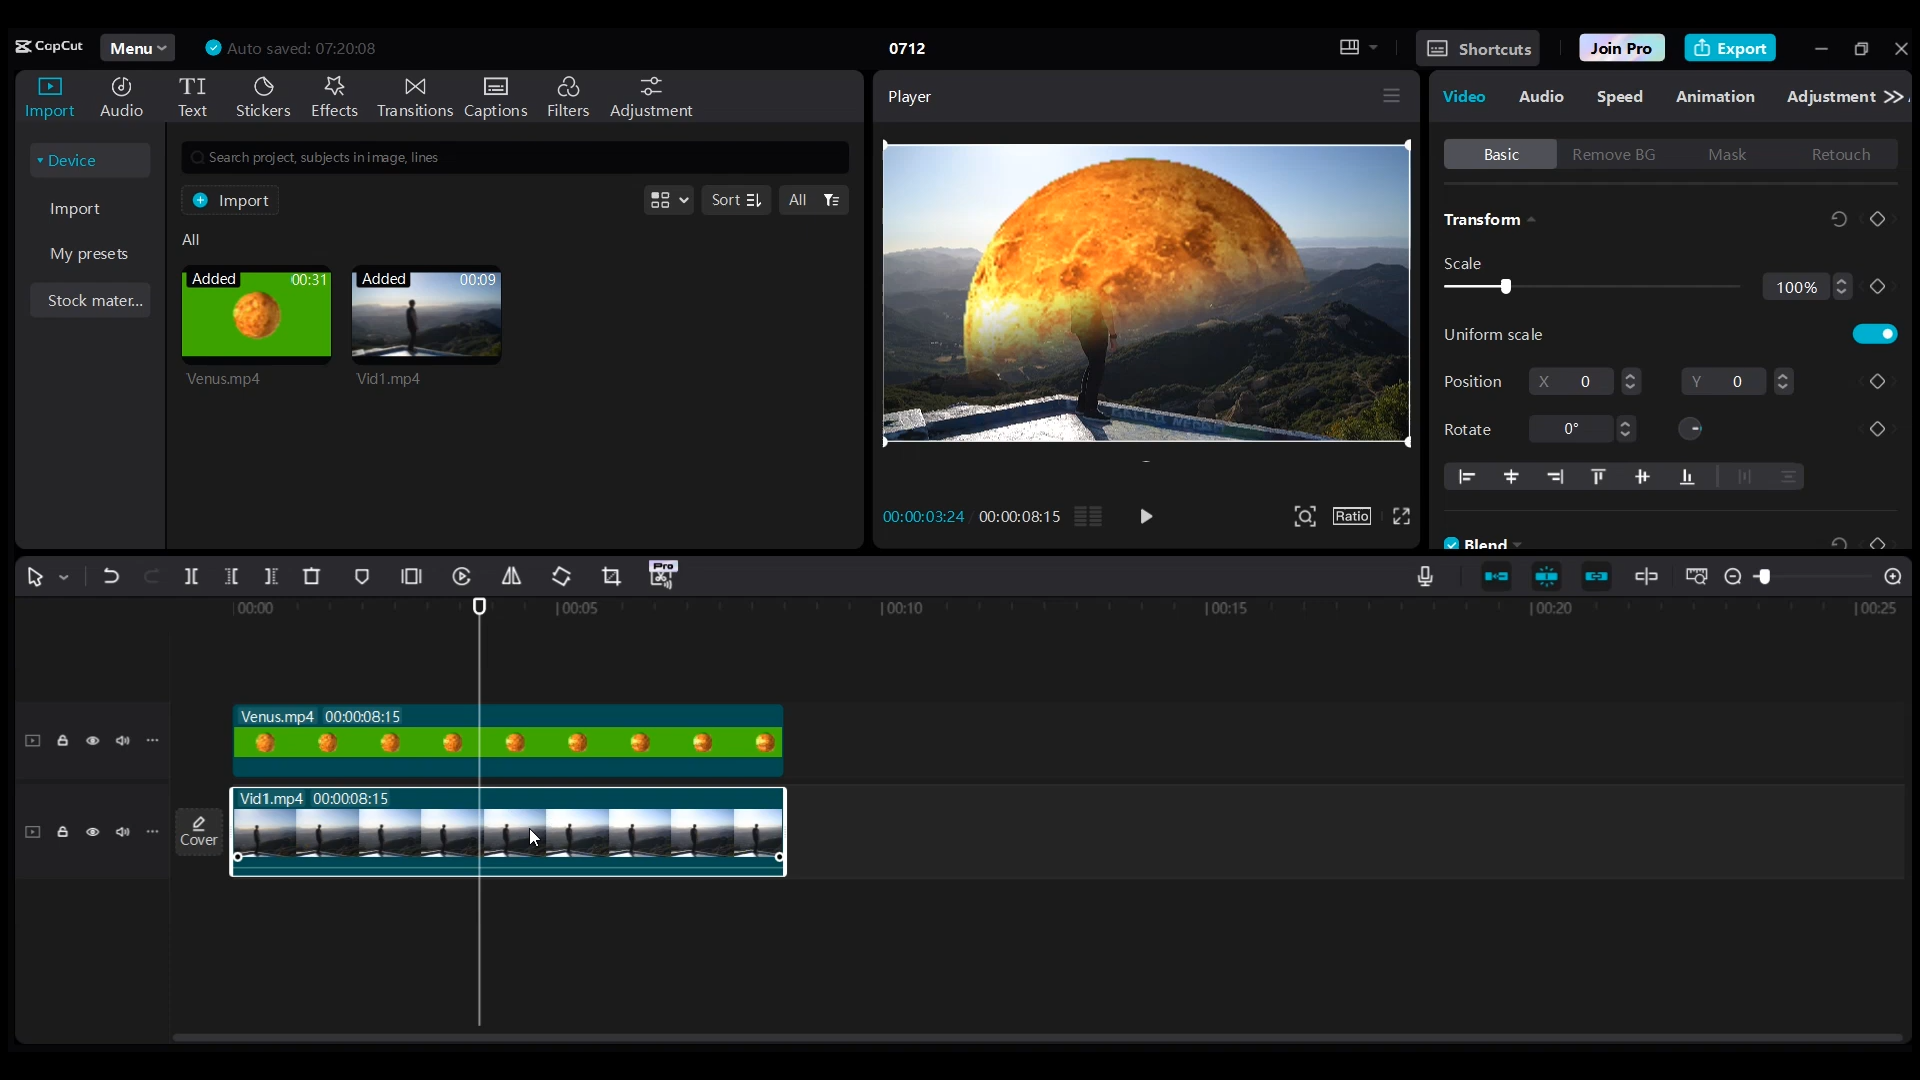 CapCut
Menu
Auto saved: 07:20:08
0712
Shortcuts
Join Pro
Export
Import
Audio
TI
Text
Stickers
Effects
Transitions
Captions
Filters
Adjustment
Device
Import
My presets
Stock mater...
Search project, subjects in image, lines
Import
Sort
All
All
Added
00:31
Venus.mp4
Added
00:09
Vid1.mp4
Player
00:00:03:24
00:00:08:15
Ratio
Video
Audio
Speed
Animation
Adjustment
Basic
Remove BG
Mask
Retouch
Transform
Scale
100%
Uniform scale
Position
X 0
Y 0
Rotate
0°
Blend
Pro
00:00
00:05
00:10
00:15
00:20
00:25
Venus.mp4 00:00:08:15
Cover
Vid1.mp4 00:00:08:15